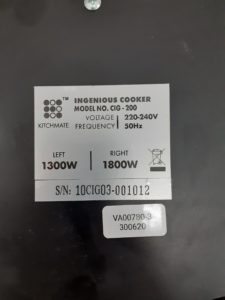 INGENIOUS COOKER
MODEL NO. CIG - 200
KITCHMATE
VOLTAGE 220-240V
FREQUENCY 50Hz
LEFT RIGHT
1300W 1800W
S/N: 10CIG03-001012
VA00790-3
300620